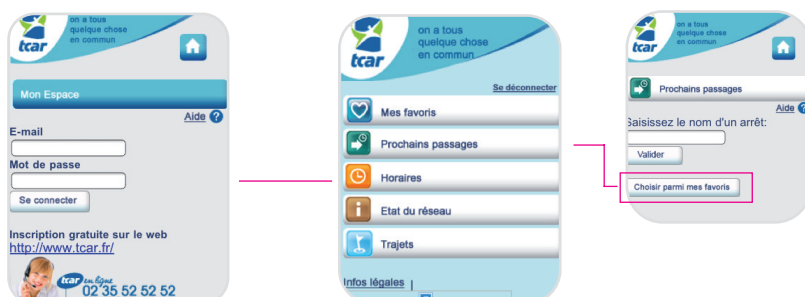 on a tous
quelque chose
en commun
tcar
Mon Espace
Aide ?
E-mail
Mot de passe
Se connecter
Inscription gratuite sur le web
http://www.tcar.fr/
tcar en ligne
02 35 52 52 52
on a tous
quelque chose
en commun
tcar
Se déconnecter
Mes favoris
Prochains passages
Horaires
i
Etat du réseau
Trajets
Infos légales |
on a tous
quelque chose
en commun
tcar
Prochains passages
Aide ?
Saisissez le nom d'un arrêt:
Valider
Choisir parmi mes favoris